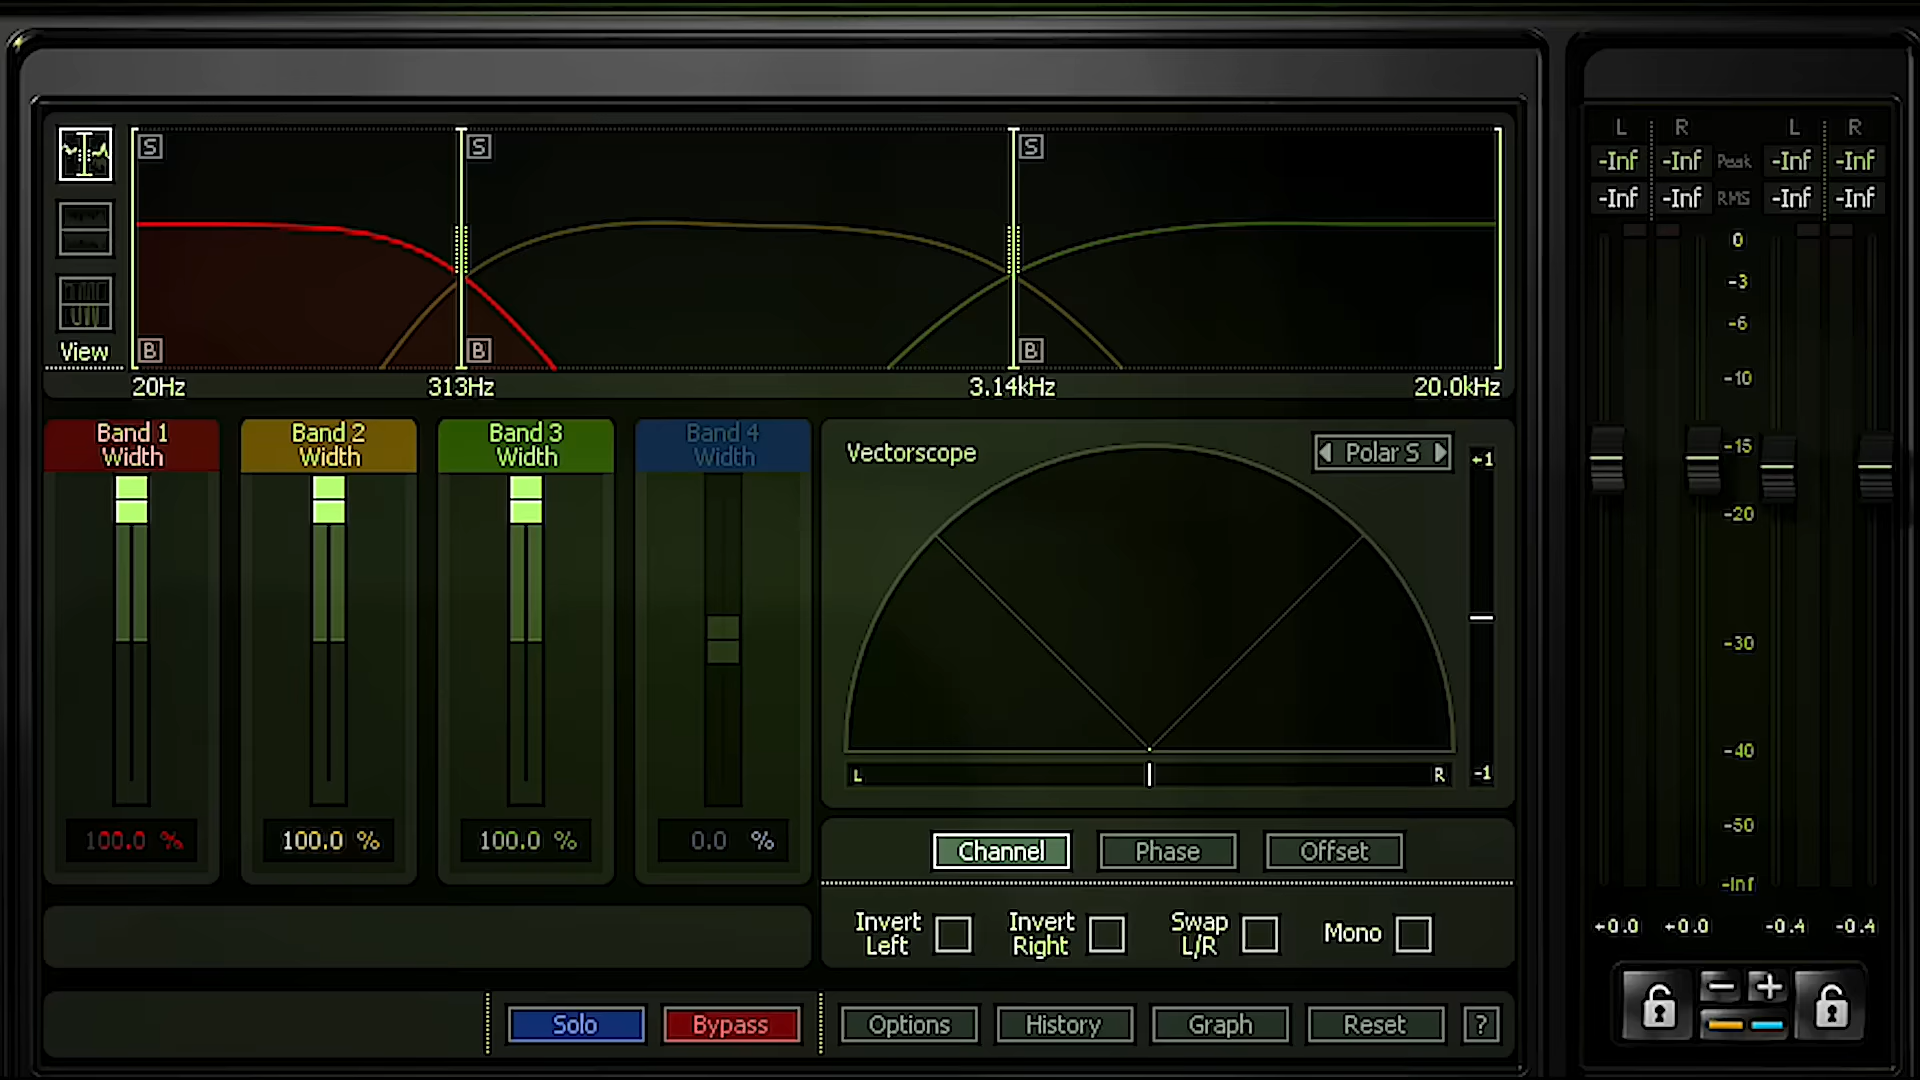 S S S
View
B B B
20Hz 313Hz 3.14kHz 20.0kHz
Band 1 Width
Band 2 Width
Band 3 Width
Band 4 Width
100.0 %
100.0 %
100.0 %
0.0 %
Vectorscope
Polar S
+1
-1
L R
Channel Phase Offset
Invert Left
Invert Right
Swap L/R
Mono
Solo Bypass Options History Graph Reset ?
L R L R
-Inf -Inf Peak -Inf -Inf
-Inf -Inf RMS -Inf -Inf
0
-3
-6
-10
-15
-20
-30
-40
-50
-Inf
+0.0 +0.0 -0.4 -0.4